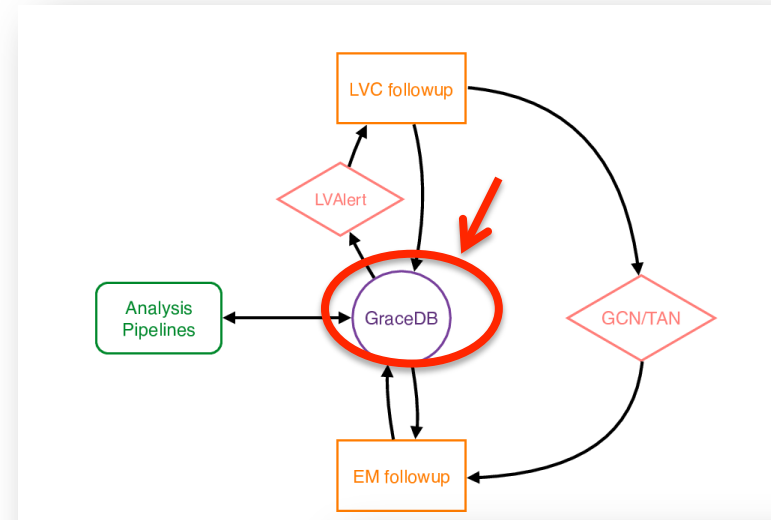 LVC followup
LVAlert
Analysis
Pipelines
GraceDB
GCN/TAN
EM followup